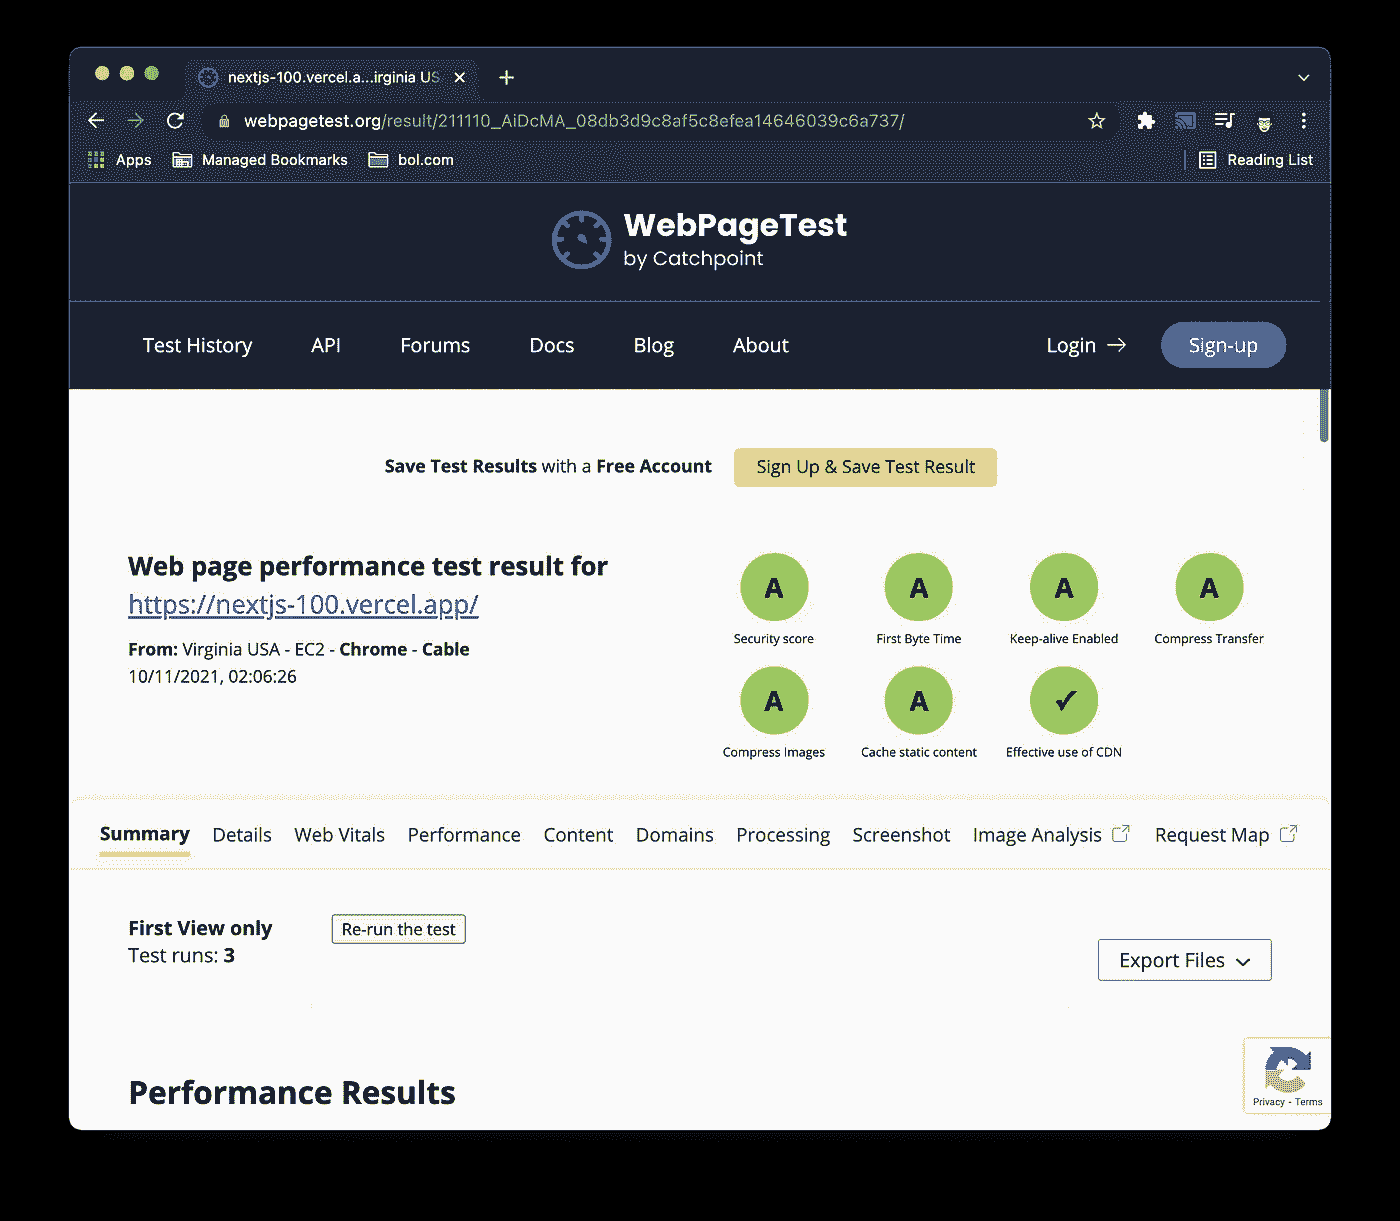 nextjs-100.vercel.a...irginia US
webpagetest.org/result/211110_AiDcMA_08db3d9c8af5c8efea14646039c6a737/
Apps Managed Bookmarks bol.com Reading List
WebPageTest
by Catchpoint
Test History API Forums Docs Blog About Login → Sign-up
Save Test Results with a Free Account Sign Up & Save Test Result
Web page performance test result for
https://nextjs-100.vercel.app/
From: Virginia USA - EC2 - Chrome - Cable
10/11/2021, 02:06:26
A A A A
Security score First Byte Time Keep-alive Enabled Compress Transfer
A A ✓
Compress Images Cache static content Effective use of CDN
Summary Details Web Vitals Performance Content Domains Processing Screenshot Image Analysis Request Map
First View only Re-run the test
Test runs: 3
Export Files
Performance Results
Privacy - Terms